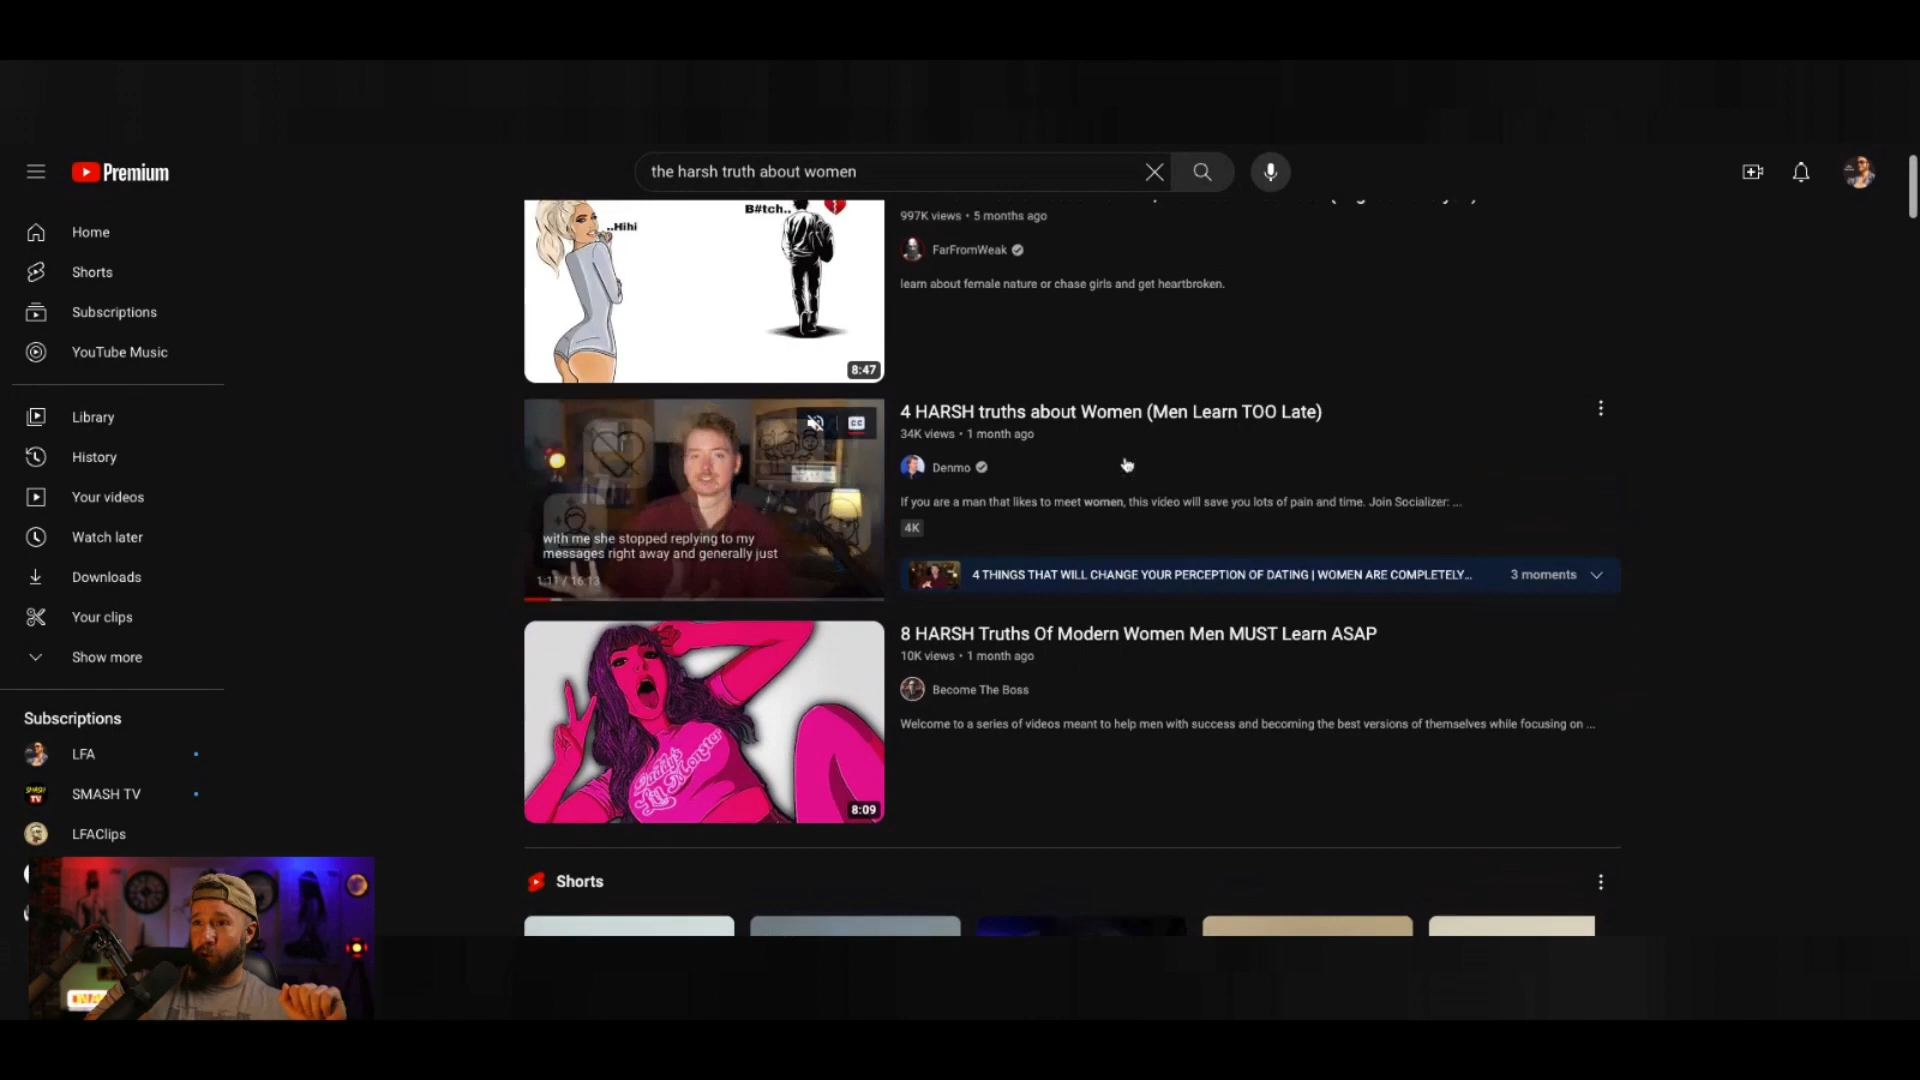 Premium
the harsh truth about women
Home
Shorts
Subscriptions
YouTube Music
Library
History
Your videos
Watch later
Downloads
Your clips
Show more
Subscriptions
LFA
SMASH TV
LFAClips
B#tch..
..Hihi
8:47
997K views • 5 months ago
FarFromWeak
learn about female nature or chase girls and get heartbroken.
CC
with me she stopped replying to my
messages right away and generally just
1:11 / 16:13
4 HARSH truths about Women (Men Learn TOO Late)
34K views • 1 month ago
Denmo
If you are a man that likes to meet women, this video will save you lots of pain and time. Join Socializer: ...
4K
4 THINGS THAT WILL CHANGE YOUR PERCEPTION OF DATING | WOMEN ARE COMPLETELY...
3 moments
Daddy's
Lil Monster
8:09
8 HARSH Truths Of Modern Women Men MUST Learn ASAP
10K views • 1 month ago
Become The Boss
Welcome to a series of videos meant to help men with success and becoming the best versions of themselves while focusing on ...
Shorts